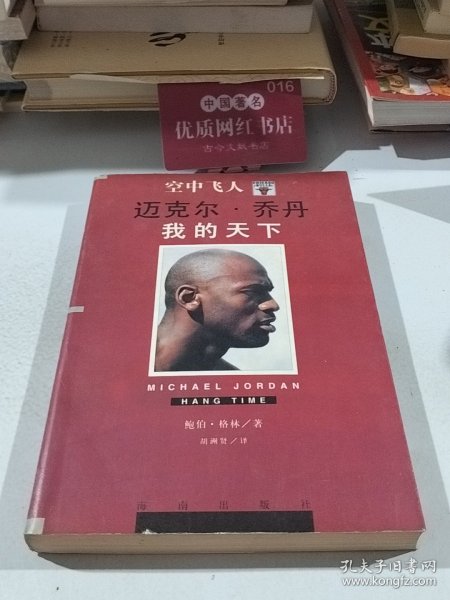 016
中国著名
优质网红书店
古今文献书店
空中飞人
迈克尔·乔丹
我的天下
MICHAEL JORDAN
HANG TIME
鲍伯·格林/著
胡洲贤/译
海南出版社
孔夫子旧书网
www.kongfz.com